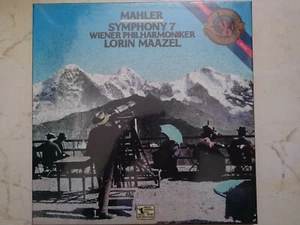 MAHLER
SYMPHONY 7
WIENER PHILHARMONIKER
LORIN MAAZEL